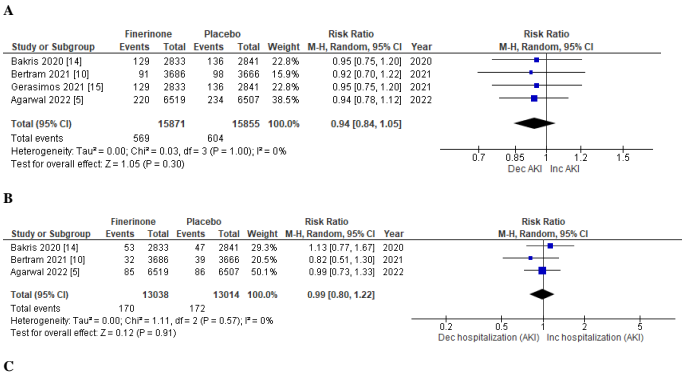 A
Finerinone Placebo Risk Ratio Risk Ratio
Study or Subgroup Events Total Events Total Weight M-H, Random, 95% CI Year M-H, Random, 95% CI
Bakris 2020 [14] 129 2833 136 2841 22.8% 0.95 [0.75, 1.20] 2020
Bertram 2021 [10] 91 3686 98 3666 15.9% 0.92 [0.70, 1.22] 2021
Gerasimos 2021 [15] 129 2833 136 2841 22.8% 0.95 [0.75, 1.20] 2021
Agarwal 2022 [5] 220 6519 234 6507 38.5% 0.94 [0.78, 1.12] 2022
Total (95% CI) 15871 15855 100.0% 0.94 [0.84, 1.05]
Total events 569 604
Heterogeneity: Tau² = 0.00; Chi² = 0.03, df = 3 (P = 1.00); I² = 0%
Test for overall effect: Z = 1.05 (P = 0.30)
0.7 0.85 1 1.2 1.5
Dec AKI Inc AKI
B
Finerinone Placebo Risk Ratio Risk Ratio
Study or Subgroup Events Total Events Total Weight M-H, Random, 95% CI Year M-H, Random, 95% CI
Bakris 2020 [14] 53 2833 47 2841 29.3% 1.13 [0.77, 1.67] 2020
Bertram 2021 [10] 32 3686 39 3666 20.5% 0.82 [0.51, 1.30] 2021
Agarwal 2022 [5] 85 6519 86 6507 50.1% 0.99 [0.73, 1.33] 2022
Total (95% CI) 13038 13014 100.0% 0.99 [0.80, 1.22]
Total events 170 172
Heterogeneity: Tau² = 0.00; Chi² = 1.11, df = 2 (P = 0.57); I² = 0%
Test for overall effect: Z = 0.12 (P = 0.91)
0.2 0.5 1 2 5
Dec hospitalization (AKI) Inc hospitalization (AKI)
C